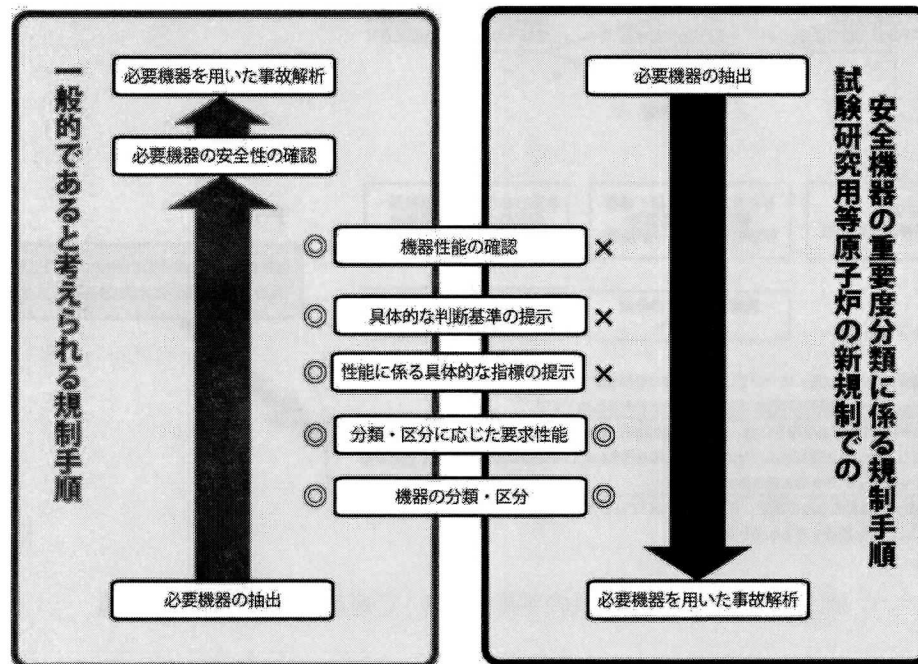 一般的であると考えられる規制手順
必要機器を用いた事故解析
必要機器の安全性の確認
必要機器の抽出
◎ 機器性能の確認 ×
◎ 具体的な判断基準の提示 ×
◎ 性能に係る具体的な指標の提示 ×
◎ 分類・区分に応じた要求性能 ◎
◎ 機器の分類・区分 ◎
必要機器の抽出
必要機器を用いた事故解析
試験研究用等原子炉の新規制での
安全機器の重要度分類に係る規制手順